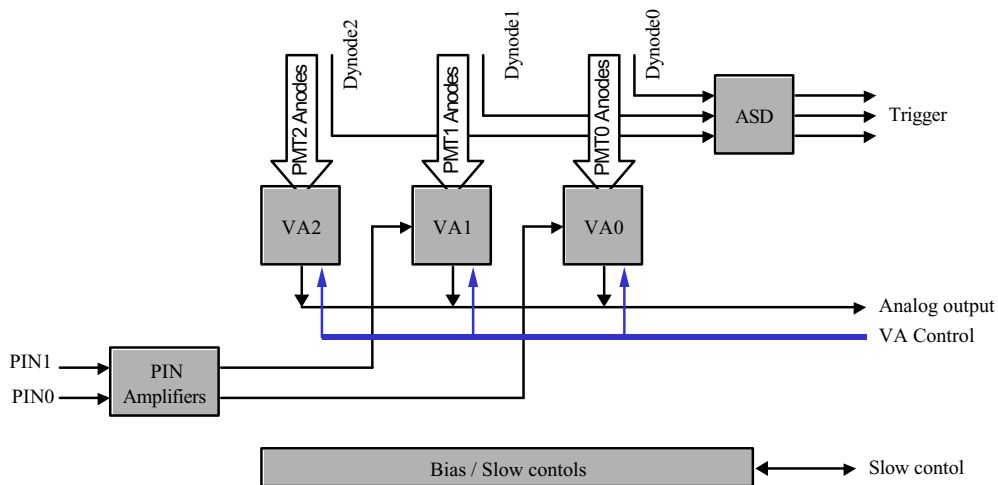 Dynode2
Dynode1
Dynode0
PMT2 Anodes
PMT1 Anodes
PMT0 Anodes
ASD
Trigger
VA2
VA1
VA0
Analog output
VA Control
PIN1
PIN0
PIN
Amplifiers
Bias / Slow contols
Slow contol